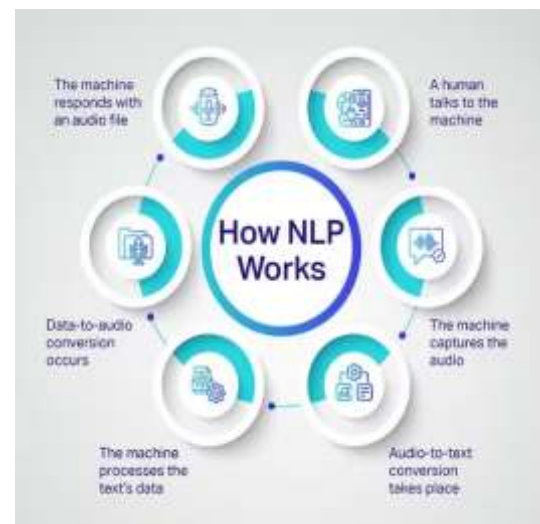 How NLP
Works
A human
talks to the
machine
The machine
captures the
audio
Audio-to-text
conversion
takes place
The machine
processes the
text's data
Data-to-audio
conversion
occurs
The machine
responds with
an audio file